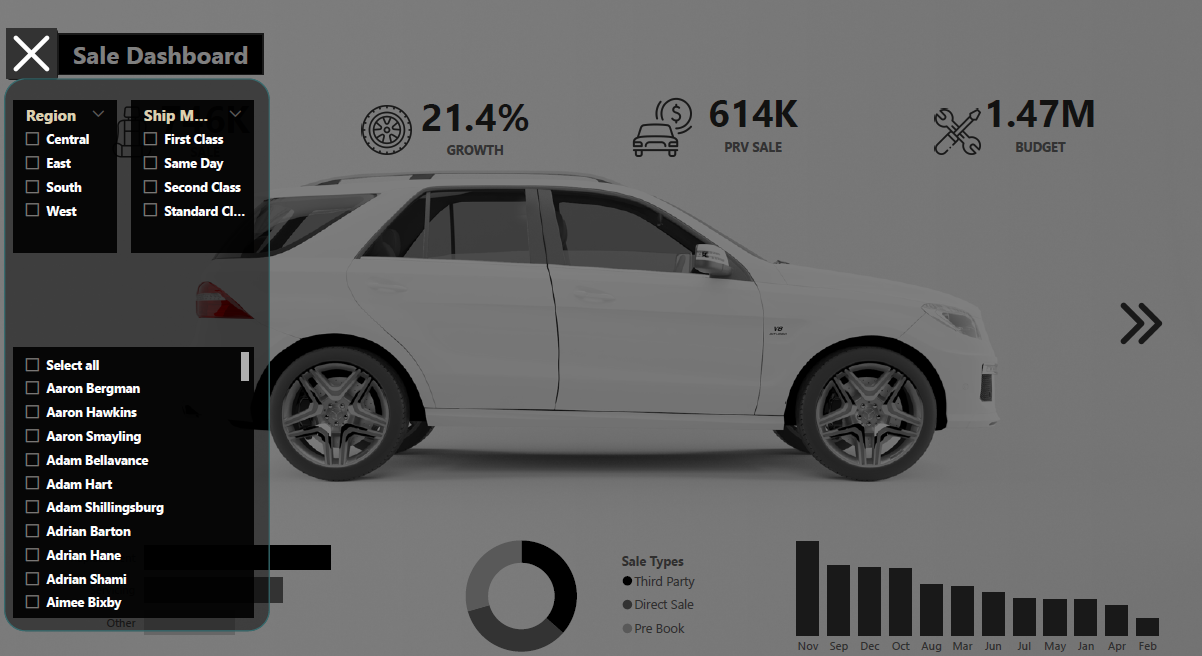 Sale Dashboard
Region
Central
East
South
West
Ship M...
First Class
Same Day
Second Class
Standard Cl...
21.4%
GROWTH
614K
PRV SALE
1.47M
BUDGET
Select all
Aaron Bergman
Aaron Hawkins
Aaron Smayling
Adam Bellavance
Adam Hart
Adam Shillingsburg
Adrian Barton
Adrian Hane
Adrian Shami
Aimee Bixby
Other
Sale Types
Third Party
Direct Sale
Pre Book
Nov Sep Dec Oct Aug Mar Jun Jul May Jan Apr Feb